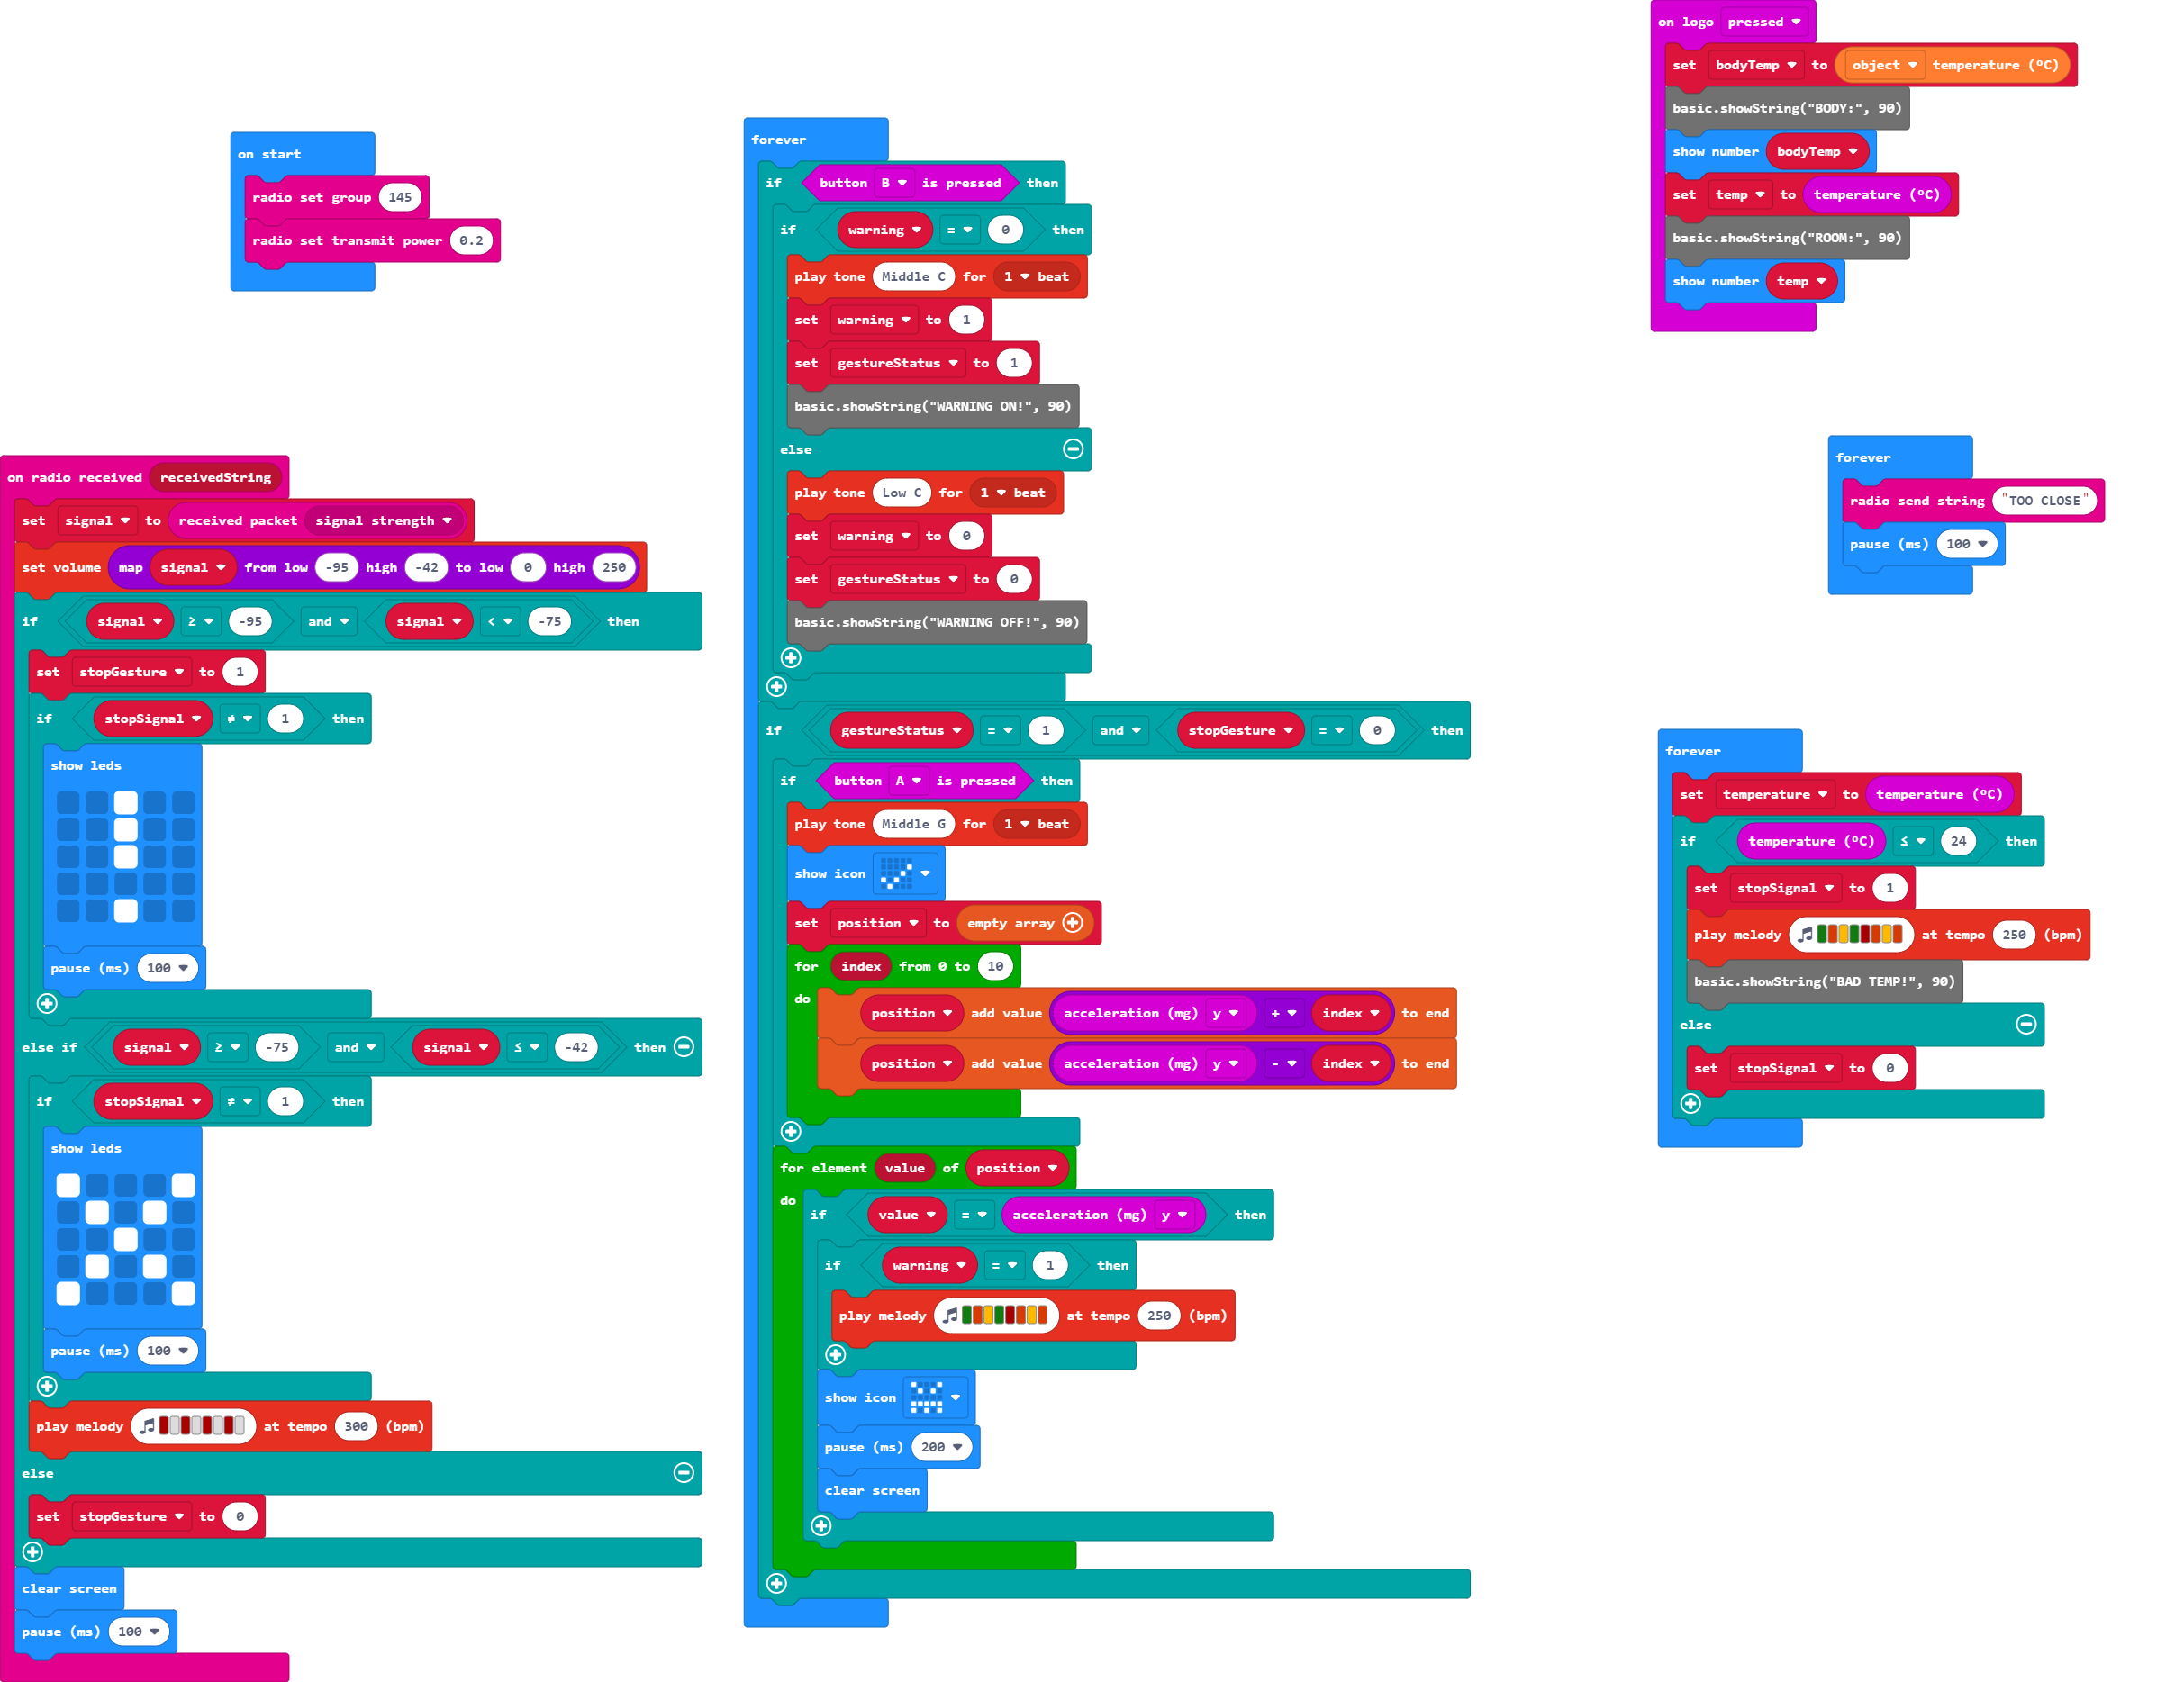 on start
radio set group 145
radio set transmit power 0.2
on radio received receivedString
set signal to received packet signal strength
set volume map signal from low -95 high -42 to low 0 high 250
if signal ≥ -95 and signal < -75 then
set stopGesture to 1
if stopSignal ≠ 1 then
show leds
pause (ms) 100
else if signal ≥ -75 and signal ≤ -42 then
if stopSignal ≠ 1 then
show leds
pause (ms) 100
play melody at tempo 300 (bpm)
else
set stopGesture to 0
clear screen
pause (ms) 100
forever
if button B is pressed then
if warning = 0 then
play tone Middle C for 1 beat
set warning to 1
set gestureStatus to 1
basic.showString("WARNING ON!", 90)
else
play tone Low C for 1 beat
set warning to 0
set gestureStatus to 0
basic.showString("WARNING OFF!", 90)
if gestureStatus = 1 and stopGesture = 0 then
if button A is pressed then
play tone Middle G for 1 beat
show icon
set position to empty array
for index from 0 to 10
do position add value acceleration (mg) y + index to end
position add value acceleration (mg) y - index to end
for element value of position
do if value = acceleration (mg) y then
if warning = 1 then
play melody at tempo 250 (bpm)
show icon
pause (ms) 200
clear screen
on logo pressed
set bodyTemp to object temperature (ºC)
basic.showString("BODY:", 90)
show number bodyTemp
set temp to temperature (ºC)
basic.showString("ROOM:", 90)
show number temp
forever
radio send string "TOO CLOSE"
pause (ms) 100
forever
set temperature to temperature (ºC)
if temperature (ºC) ≤ 24 then
set stopSignal to 1
play melody at tempo 250 (bpm)
basic.showString("BAD TEMP!", 90)
else
set stopSignal to 0